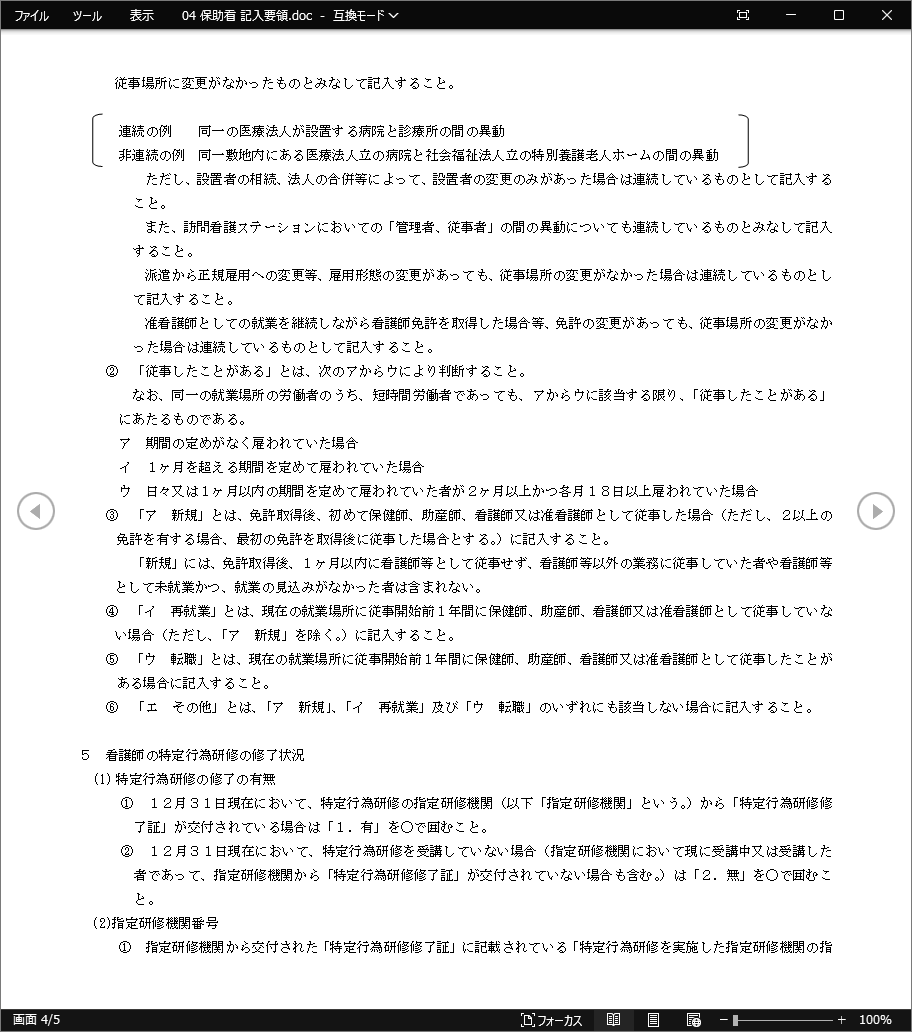 ファイル ツール 表示 04 保助看 記入要領.doc - 互換モード
従事場所に変更がなかったものとみなして記入すること。
連続の例　　同一の医療法人が設置する病院と診療所の間の異動
非連続の例　同一敷地内にある医療法人立の病院と社会福祉法人立の特別養護老人ホームの間の異動
ただし、設置者の相続、法人の合併等によって、設置者の変更のみがあった場合は連続しているものとして記入する
こと。
また、訪問看護ステーションにおいての「管理者、従事者」の間の異動についても連続しているものとみなして記入
すること。
派遣から正規雇用への変更等、雇用形態の変更があっても、従事場所の変更がなかった場合は連続しているものとし
て記入すること。
准看護師としての就業を継続しながら看護師免許を取得した場合等、免許の変更があっても、従事場所の変更がなか
った場合は連続しているものとして記入すること。
②　「従事したことがある」とは、次のアからウにより判断すること。
なお、同一の就業場所の労働者のうち、短時間労働者であっても、アからウに該当する限り、「従事したことがある」
にあたるものである。
ア　期間の定めがなく雇われていた場合
イ　１ヶ月を超える期間を定めて雇われていた場合
ウ　日々又は１ヶ月以内の期間を定めて雇われていた者が２ヶ月以上かつ各月１８日以上雇われていた場合
③　「ア　新規」とは、免許取得後、初めて保健師、助産師、看護師又は准看護師として従事した場合（ただし、２以上の
免許を有する場合、最初の免許を取得後に従事した場合とする。）に記入すること。
「新規」には、免許取得後、１ヶ月以内に看護師等として従事せず、看護師等以外の業務に従事していた者や看護師等
として未就業かつ、就業の見込みがなかった者は含まれない。
④　「イ　再就業」とは、現在の就業場所に従事開始前１年間に保健師、助産師、看護師又は准看護師として従事していな
い場合（ただし、「ア　新規」を除く。）に記入すること。
⑤　「ウ　転職」とは、現在の就業場所に従事開始前１年間に保健師、助産師、看護師又は准看護師として従事したことが
ある場合に記入すること。
⑥　「エ　その他」とは、「ア　新規」、「イ　再就業」及び「ウ　転職」のいずれにも該当しない場合に記入すること。
５　看護師の特定行為研修の修了状況
(1) 特定行為研修の修了の有無
①　１２月３１日現在において、特定行為研修の指定研修機関（以下「指定研修機関」という。）から「特定行為研修修
了証」が交付されている場合は「１．有」を〇で囲むこと。
②　１２月３１日現在において、特定行為研修を受講していない場合（指定研修機関において現に受講中又は受講した
者であって、指定研修機関から「特定行為研修修了証」が交付されていない場合も含む。）は「２．無」を〇で囲むこ
と。
(2)指定研修機関番号
①　指定研修機関から交付された「特定行為研修修了証」に記載されている「特定行為研修を実施した指定研修機関の指
画面 4/5 フォーカス 100%